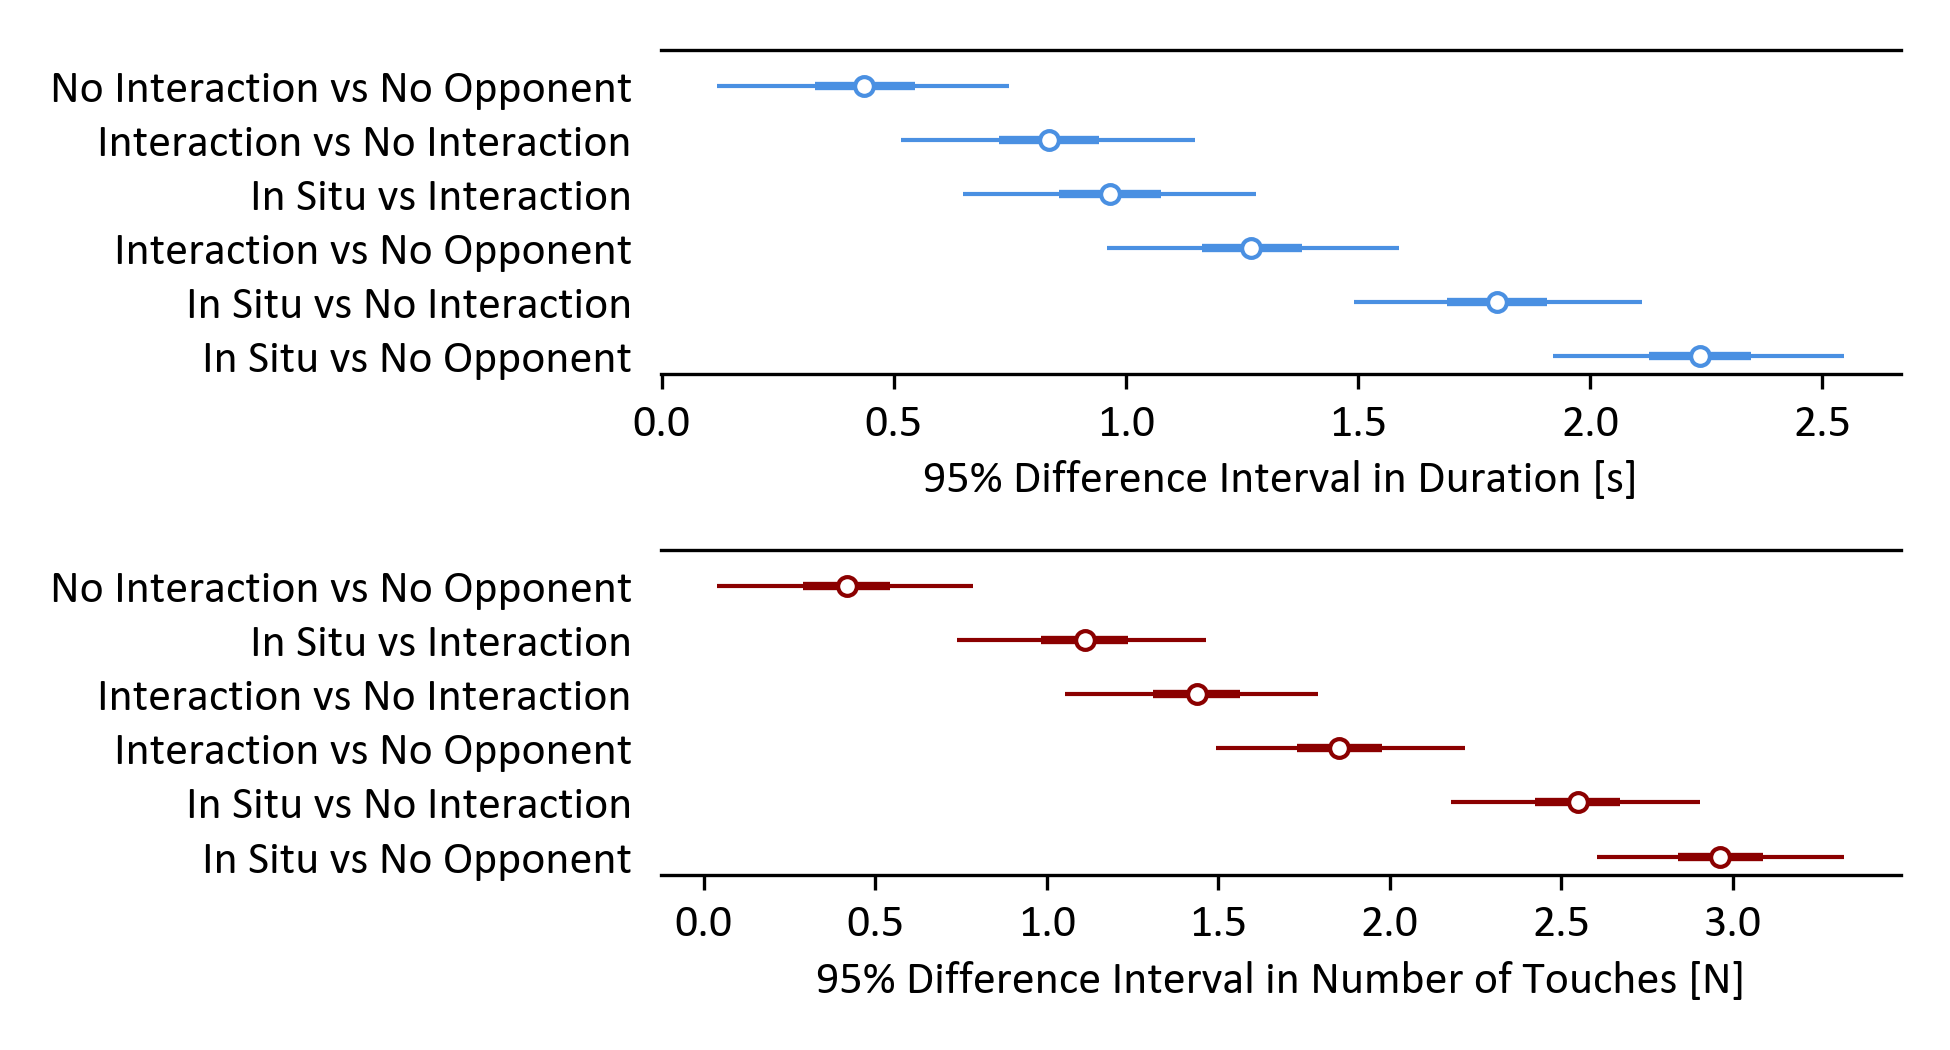 No Interaction vs No Opponent
Interaction vs No Interaction
In Situ vs Interaction
Interaction vs No Opponent
In Situ vs No Interaction
In Situ vs No Opponent
0.0 0.5 1.0 1.5 2.0 2.5
95% Difference Interval in Duration [s]
No Interaction vs No Opponent
In Situ vs Interaction
Interaction vs No Interaction
Interaction vs No Opponent
In Situ vs No Interaction
In Situ vs No Opponent
0.0 0.5 1.0 1.5 2.0 2.5 3.0
95% Difference Interval in Number of Touches [N]